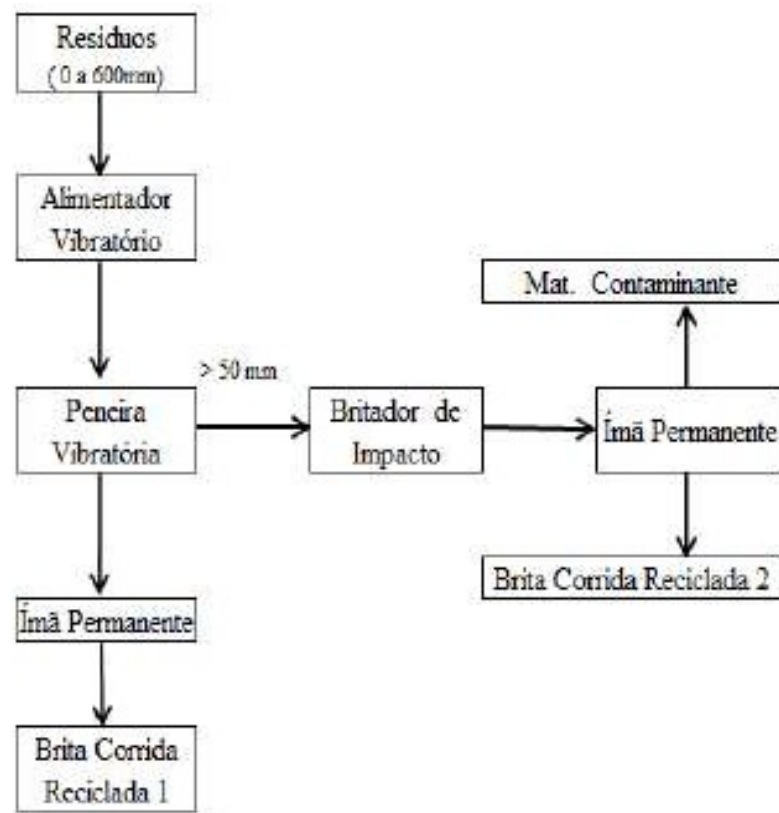 Resíduos
( 0 a 600mm)
Alimentador
Vibratório
Mat. Contaminante
> 50 mm
Peneira
Vibratória
Britador de
Impacto
Ímã Permanente
Brita Corrida Reciclada 2
Ímã Permanente
Brita Corrida
Reciclada 1